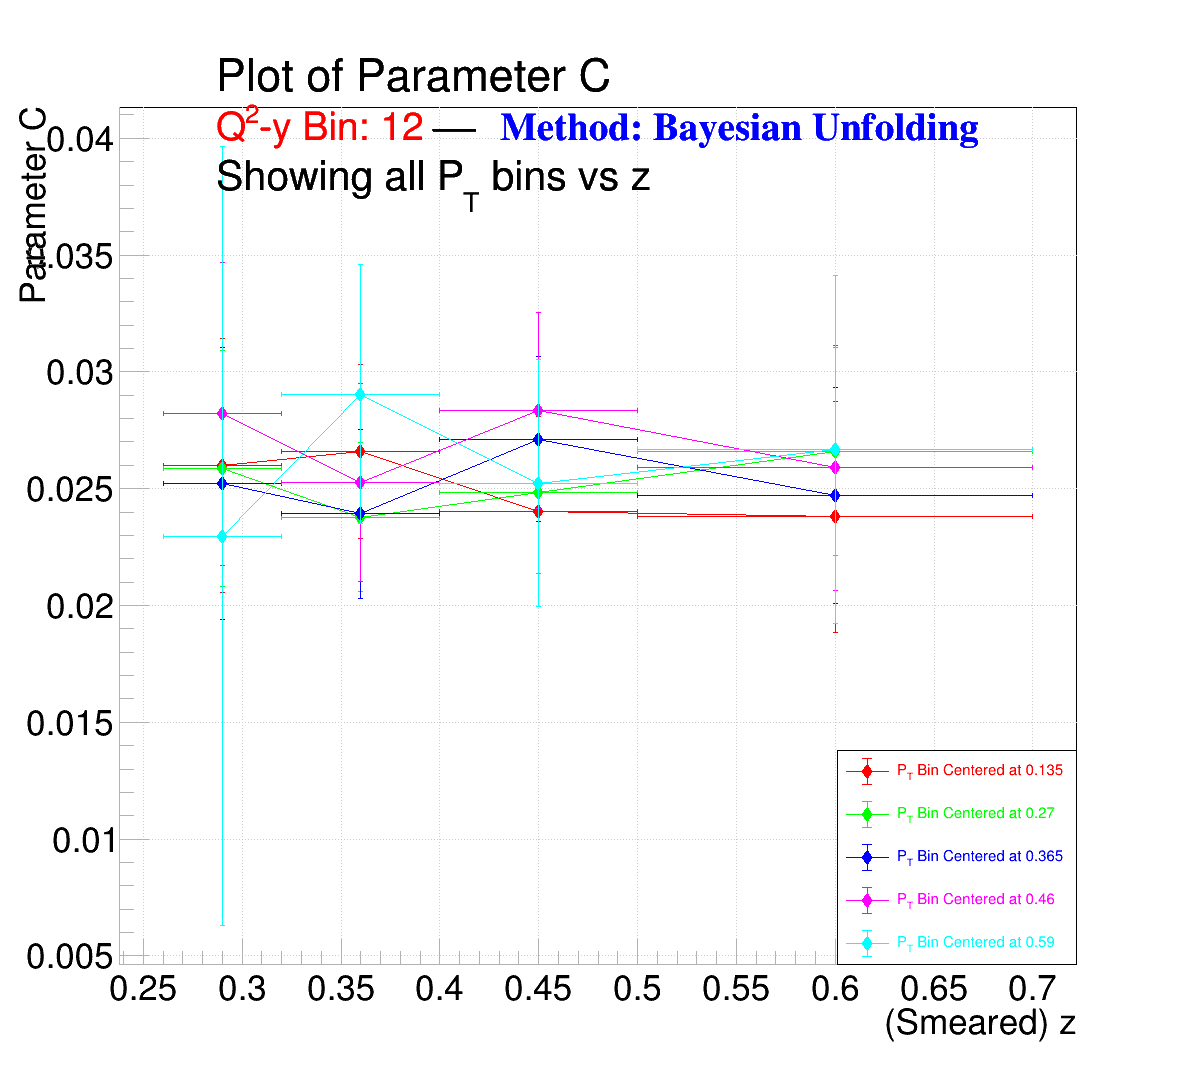 Plot of Parameter C
Q2-y Bin: 12 — Method: Bayesian Unfolding
Showing all PT bins vs z
Parameter C
0.04
0.035
0.03
0.025
0.02
0.015
0.01
0.005
PT Bin Centered at 0.135
PT Bin Centered at 0.27
PT Bin Centered at 0.365
PT Bin Centered at 0.46
PT Bin Centered at 0.59
0.25 0.3 0.35 0.4 0.45 0.5 0.55 0.6 0.65 0.7
(Smeared) z